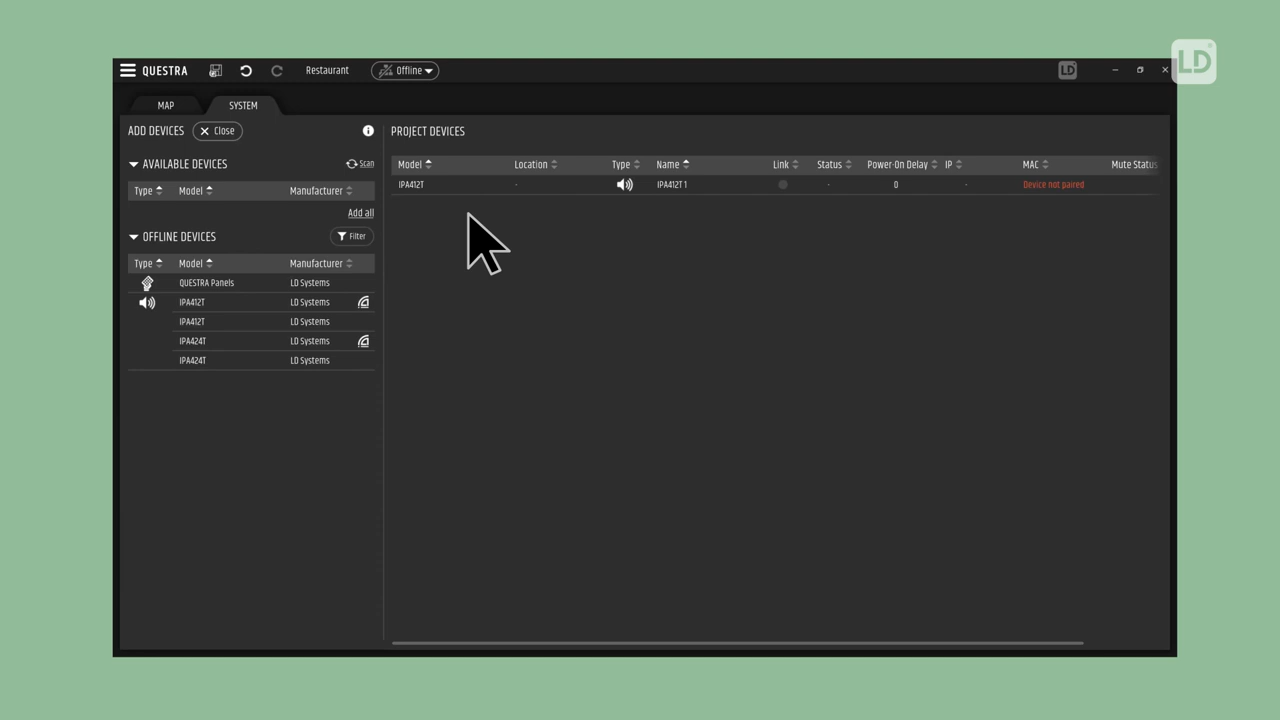 LD
QUESTRA Restaurant Offline LD
MAP SYSTEM
ADD DEVICES Close PROJECT DEVICES
AVAILABLE DEVICES Scan
Model Location Type Name Link Status Power-On Delay IP MAC Mute Status
Type Model Manufacturer
IPA412T - IPA412T 1 - 0 - Device not paired
Add all
OFFLINE DEVICES Filter
Type Model Manufacturer
QUESTRA Panels LD Systems
IPA412T LD Systems
IPA412T LD Systems
IPA424T LD Systems
IPA424T LD Systems